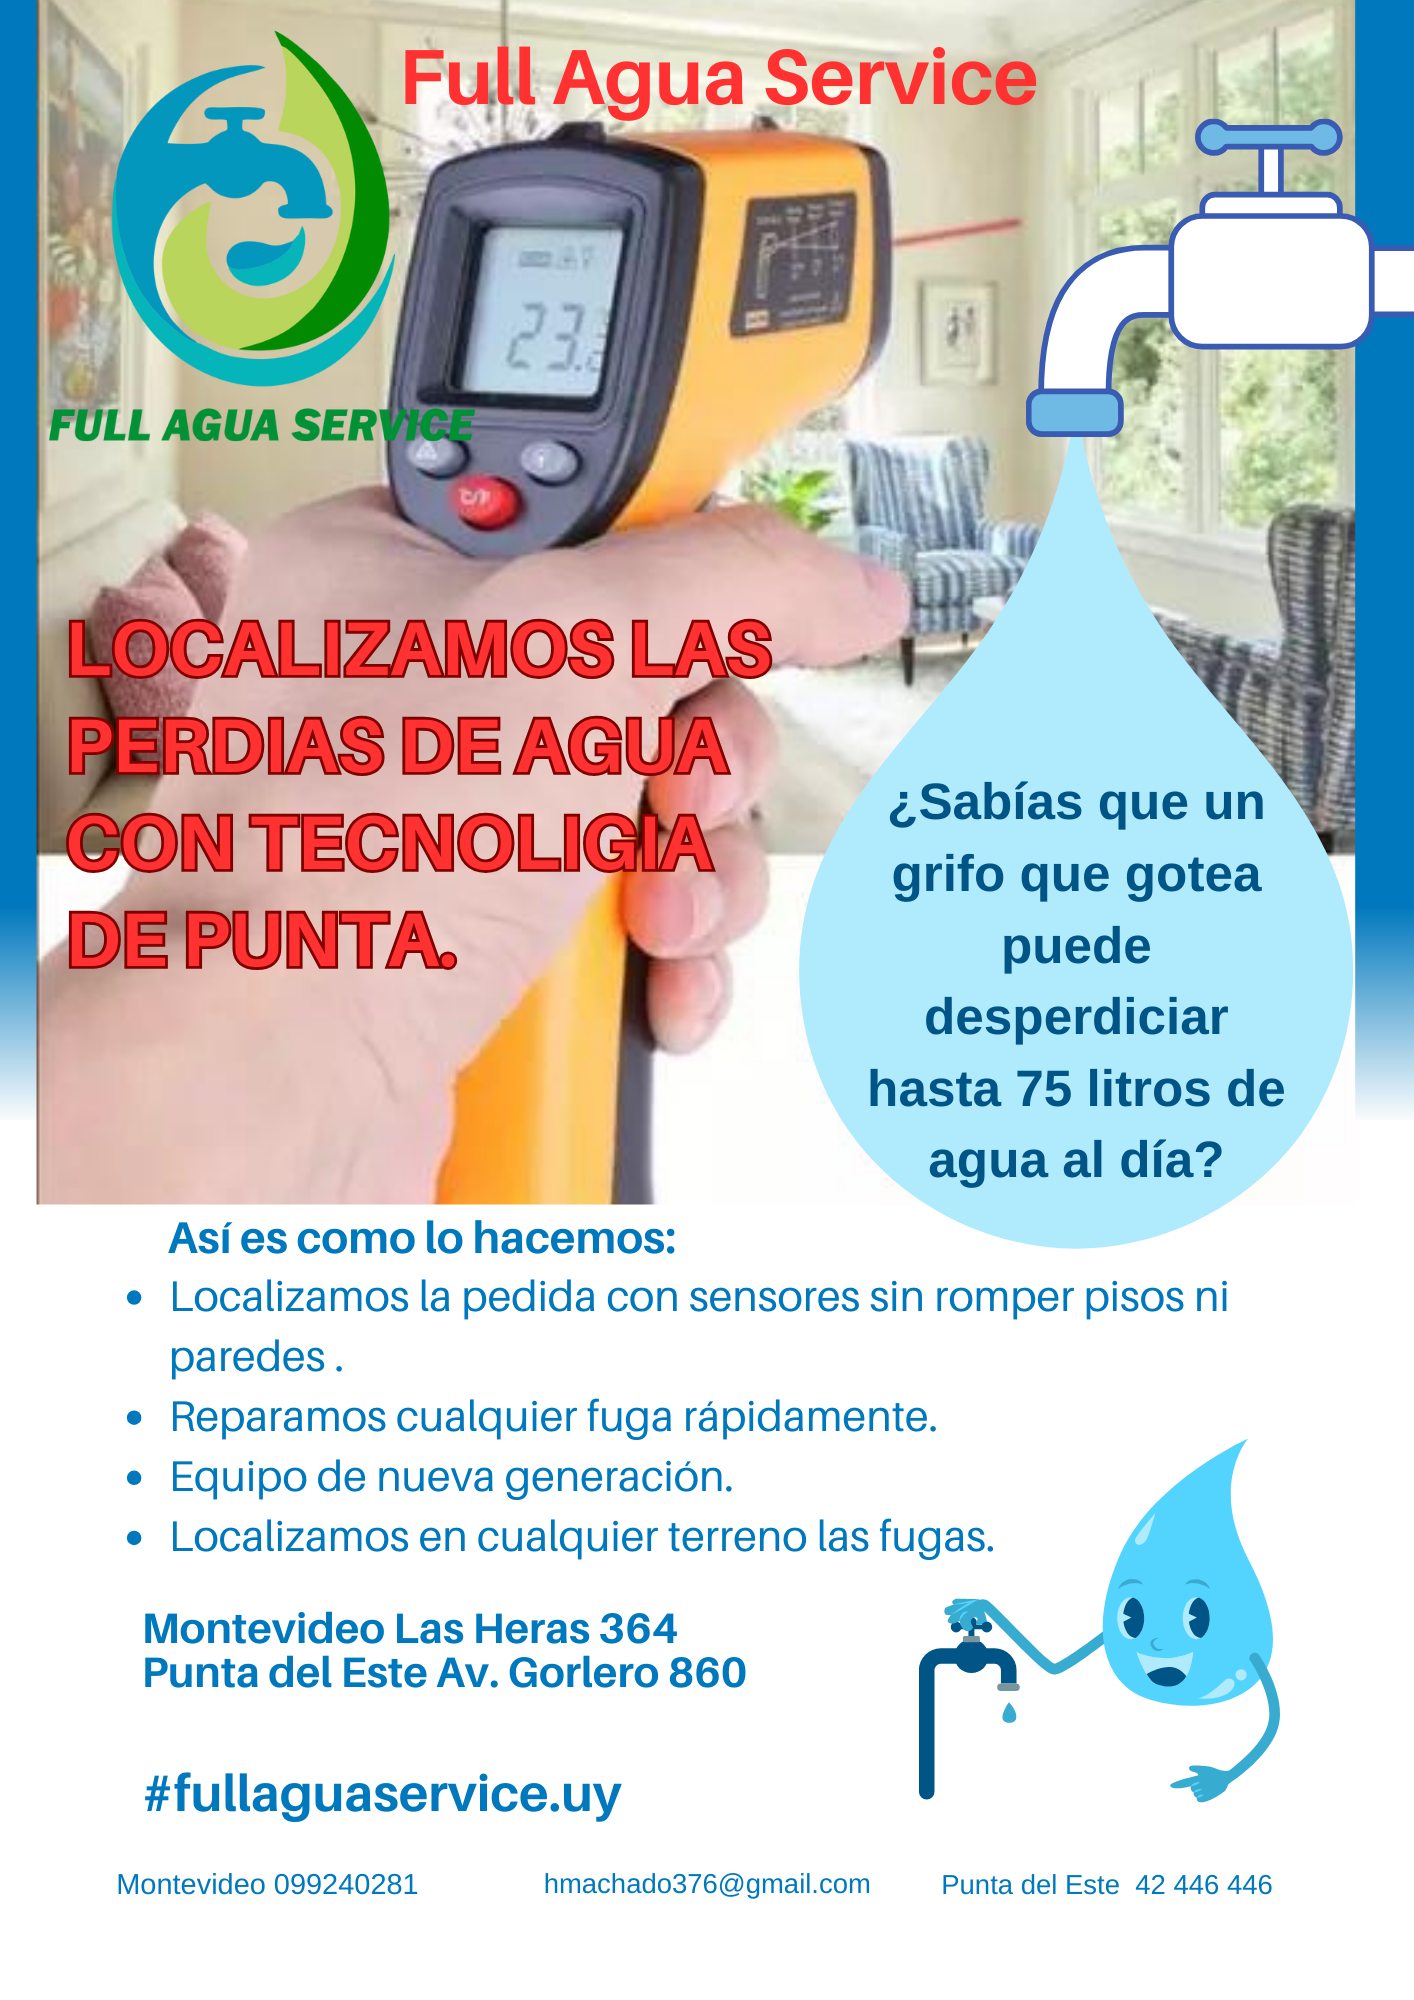 Full Agua Service
FULL AGUA SERVICE
23.2
LOCALIZAMOS LAS
PERDIAS DE AGUA
CON TECNOLIGIA
DE PUNTA.
¿Sabías que un
grifo que gotea
puede
desperdiciar
hasta 75 litros de
agua al día?
Así es como lo hacemos:
• Localizamos la pedida con sensores sin romper pisos ni
paredes .
• Reparamos cualquier fuga rápidamente.
• Equipo de nueva generación.
• Localizamos en cualquier terreno las fugas.
Montevideo Las Heras 364
Punta del Este Av. Gorlero 860
#fullaguaservice.uy
Montevideo 099240281
hmachado376@gmail.com
Punta del Este 42 446 446